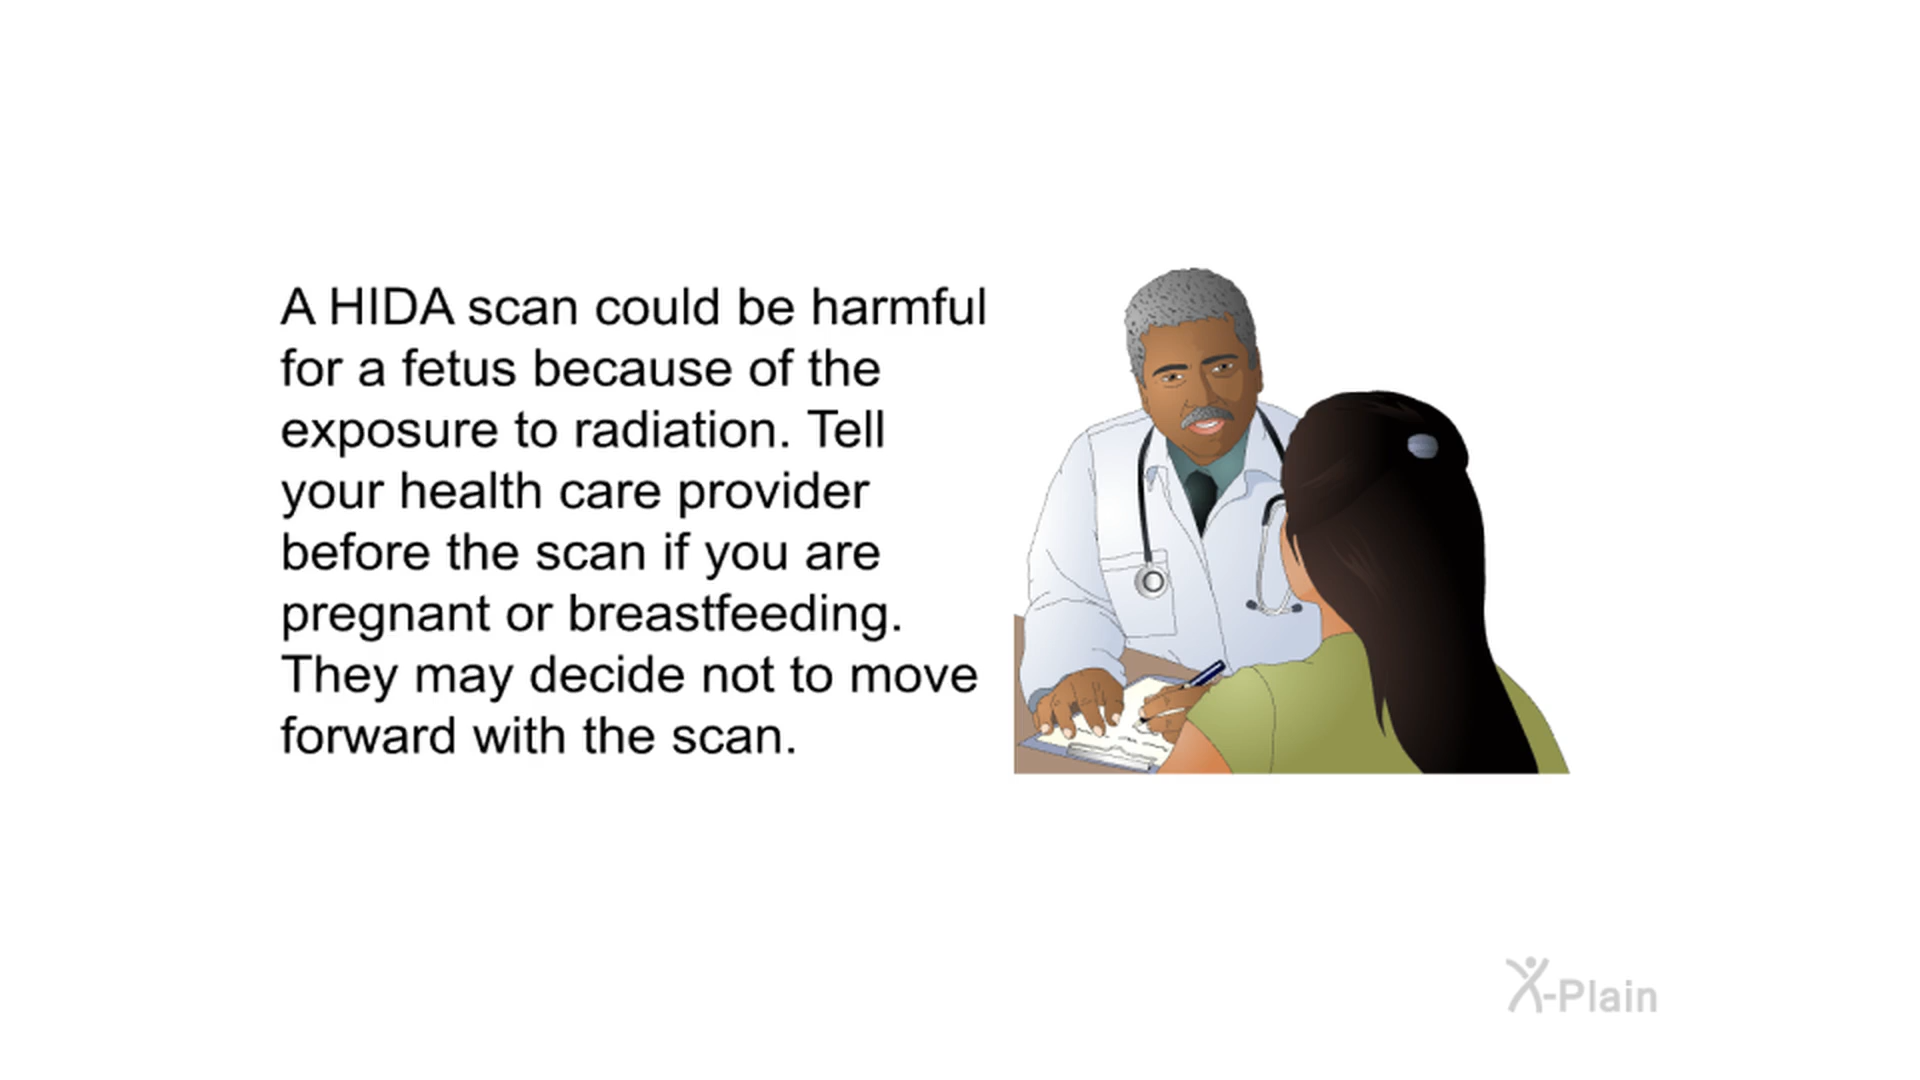 A HIDA scan could be harmful
for a fetus because of the
exposure to radiation. Tell
your health care provider
before the scan if you are
pregnant or breastfeeding.
They may decide not to move
forward with the scan.
X-Plain